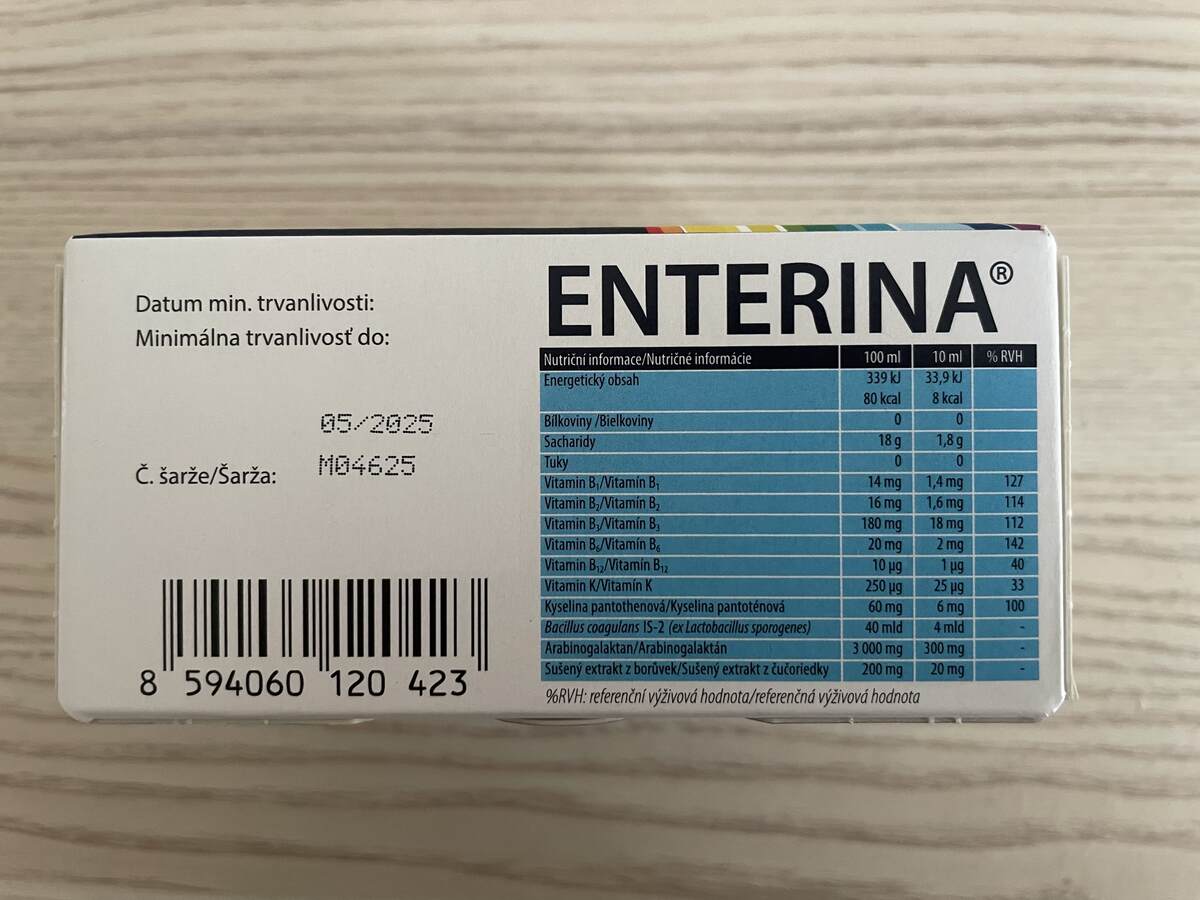 Datum min. trvanlivosti:
Minimálna trvanlivosť do:
05/2025
Č. šarže/Šarža: M04625
8 594060 120 423
ENTERINA®
Nutriční informace/Nutričné informácie 100 ml 10 ml % RVH
Energetický obsah 339 kJ 33,9 kJ
80 kcal 8 kcal
Bílkoviny /Bielkoviny 0 0
Sacharidy 18 g 1,8 g
Tuky 0 0
Vitamin B₁/Vitamín B₁ 14 mg 1,4 mg 127
Vitamin B₂/Vitamín B₂ 16 mg 1,6 mg 114
Vitamin B₃/Vitamín B₃ 180 mg 18 mg 112
Vitamin B₆/Vitamín B₆ 20 mg 2 mg 142
Vitamin B₁₂/Vitamín B₁₂ 10 µg 1 µg 40
Vitamin K/Vitamín K 250 µg 25 µg 33
Kyselina pantothenová/Kyselina pantoténová 60 mg 6 mg 100
Bacillus coagulans IS-2 (ex Lactobacillus sporogenes) 40 mld 4 mld -
Arabinogalaktan/Arabinogalaktán 3 000 mg 300 mg -
Sušený extrakt z borůvek/Sušený extrakt z čučoriedky 200 mg 20 mg -
%RVH: referenční výživová hodnota/referenčná výživová hodnota